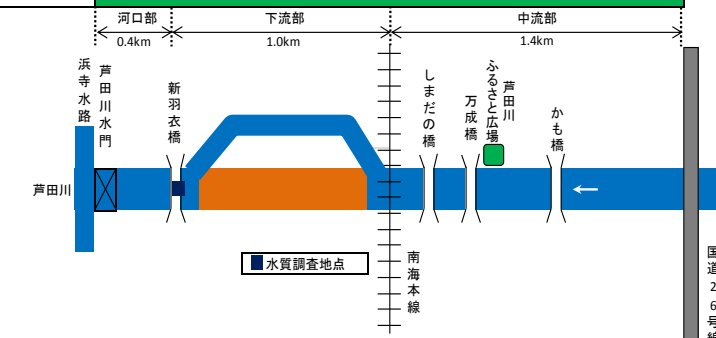 河口部
下流部
中流部
0.4km
1.0km
1.4km
浜寺水路
芦田川水門
新羽衣橋
しまだの橋
万成橋
芦田川
ふるさと広場
かも橋
芦田川
水質調査地点
南海本線
国道26号線